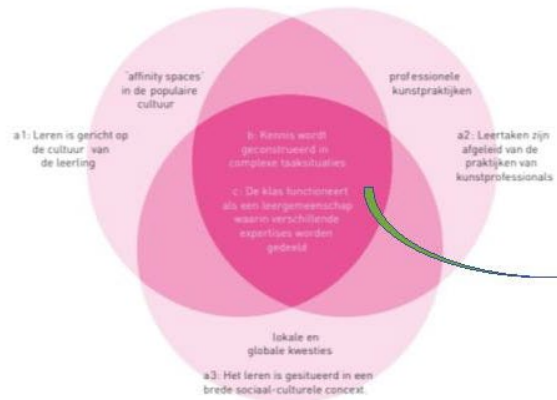 'affinity spaces'
in de populaire
cultuur
professionele
kunstpraktijken
a1: Leren is gericht op
de cultuur van
de leerling
b: Kennis wordt
geconstrueerd in
complexe taaksituaties
a2: Leertaken zijn
afgeleid van de
praktijken van
kunstprofessionals
c: De klas functioneert
als een leergemeenschap
waarin verschillende
expertises worden
gedeeld
lokale en
globale kwesties
a3: Het leren is gesitueerd in een
brede sociaal-culturele concext.